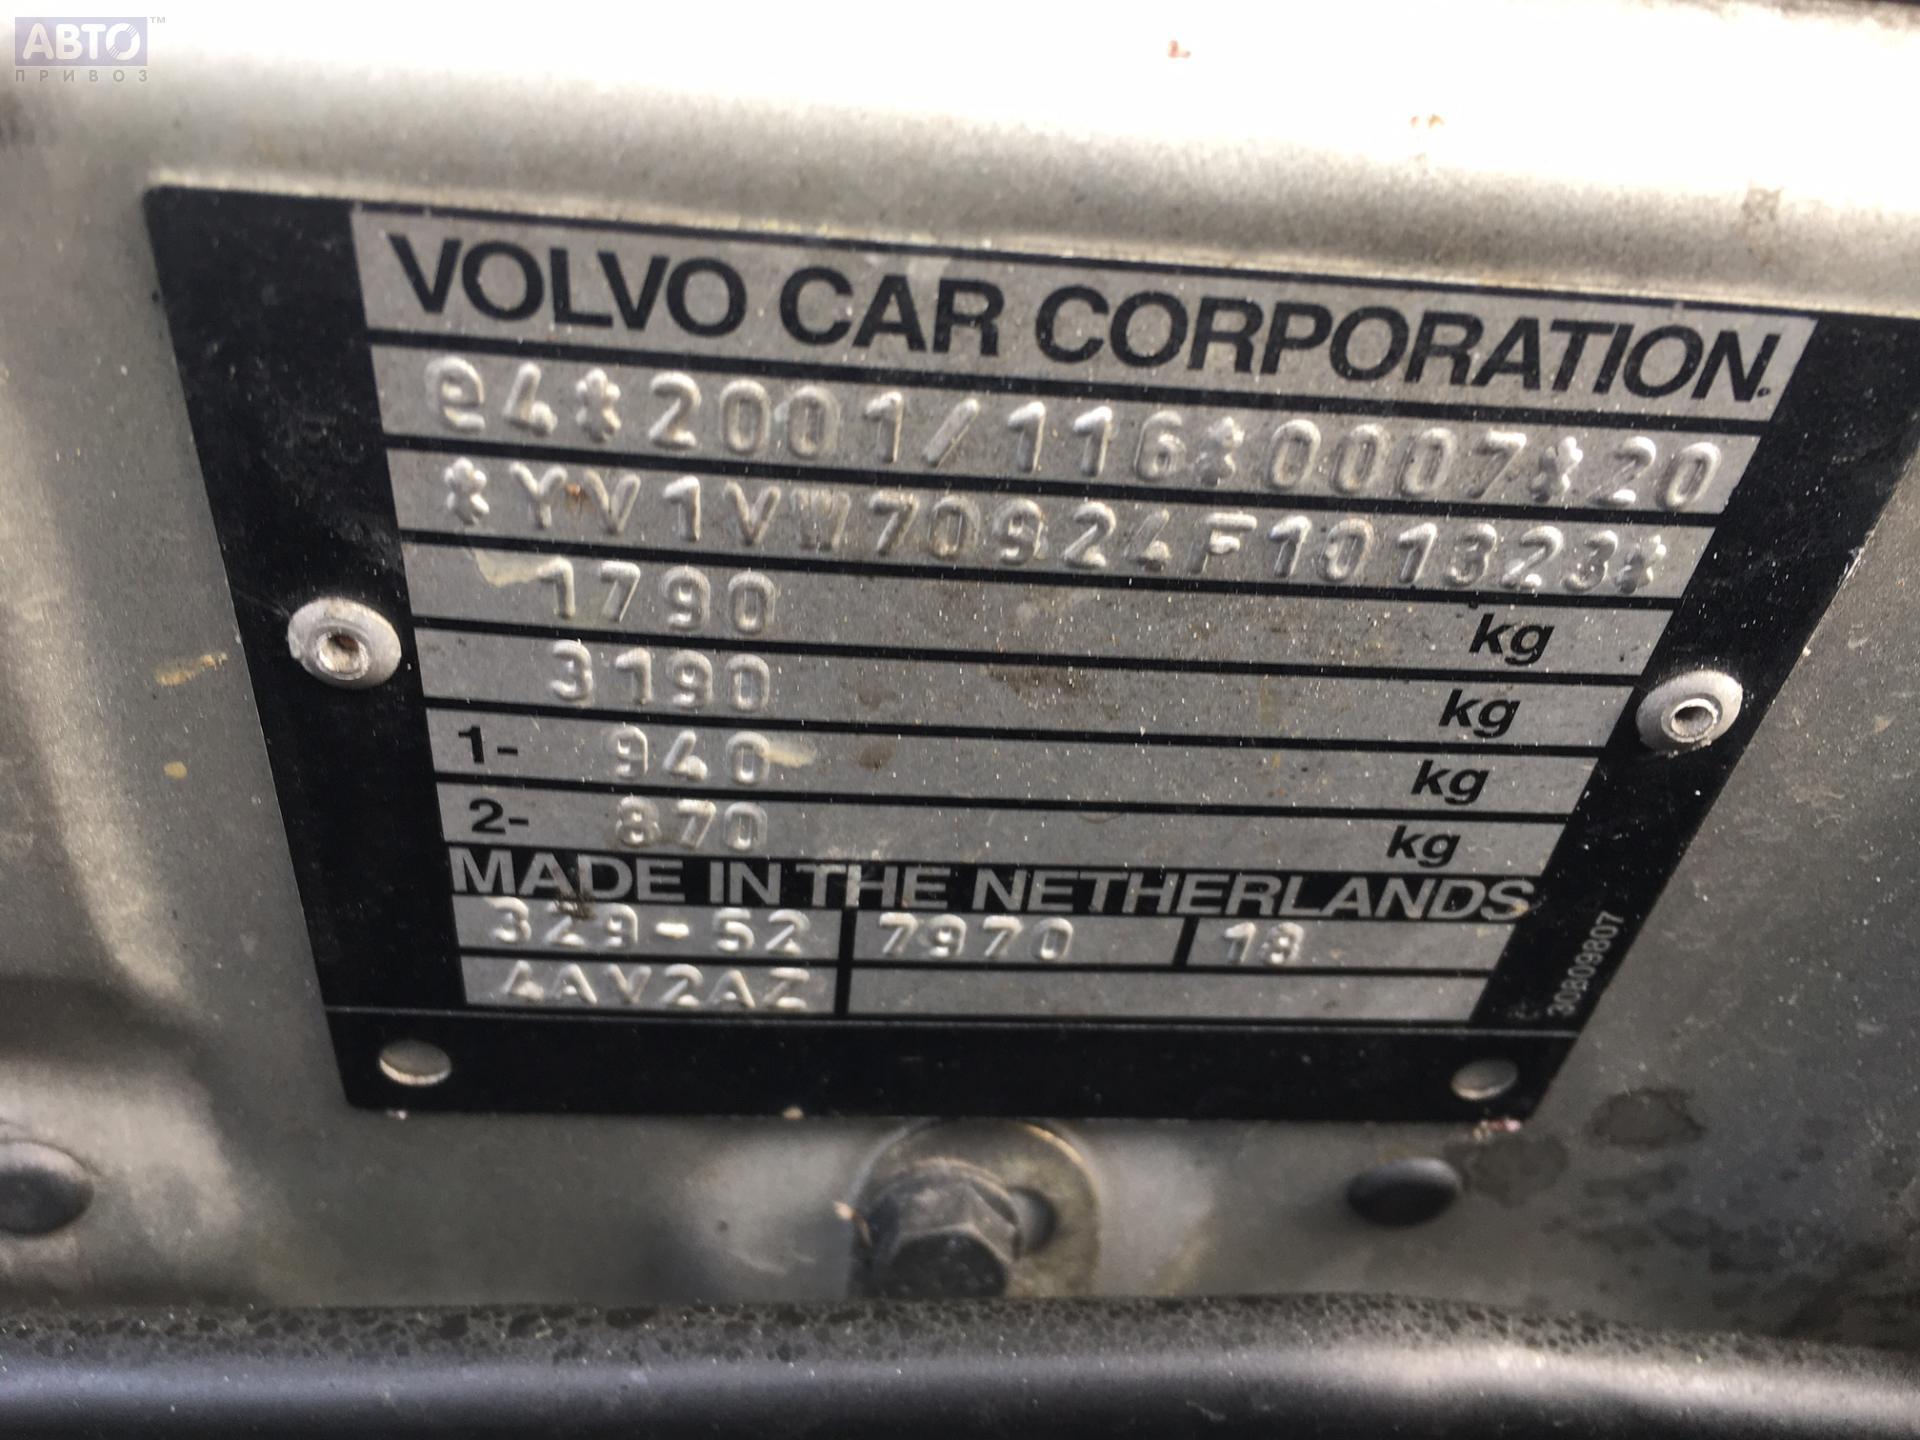 АВТО™
ПРИВОЗ
VOLVO CAR CORPORATION.
e4*2001/116*0007*20
*YV1VW70924F101323*
1790 kg
3190 kg
1- 940 kg
2- 870 kg
MADE IN THE NETHERLANDS
329-52 7970 18
4AV2AZ
30809807